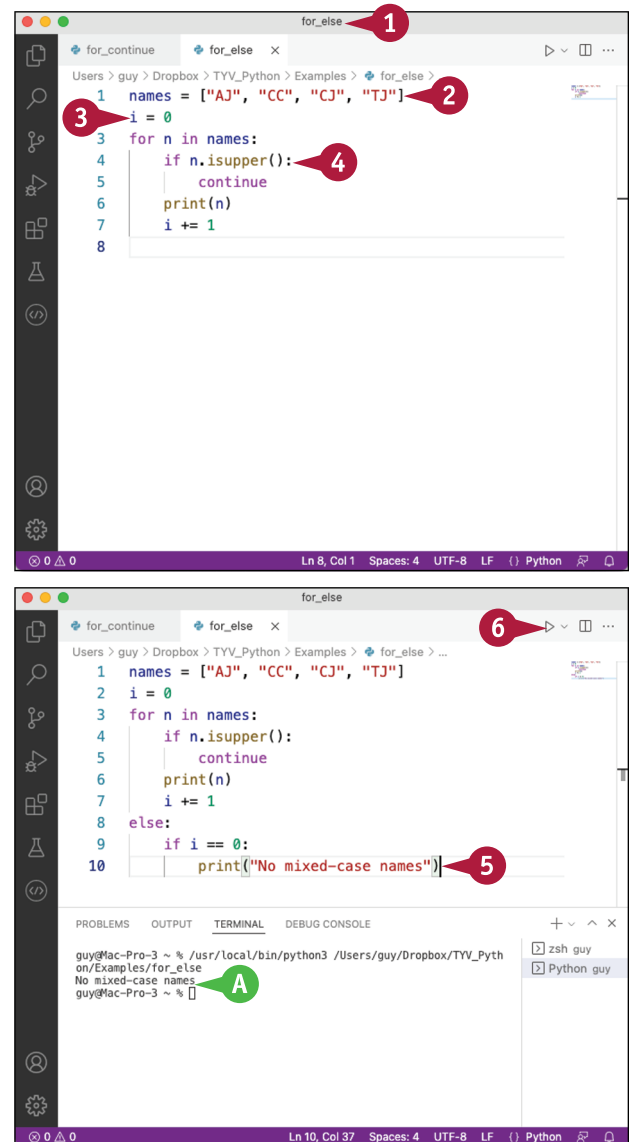 for_else
1
for_continue for_else ×
Users > guy > Dropbox > TYV_Python > Examples > for_else >
1 names = ["AJ", "CC", "CJ", "TJ"] 2
3 i = 0
3 for n in names:
4 if n.isupper(): 4
5 continue
6 print(n)
7 i += 1
8
⊗ 0 ⚠ 0 Ln 8, Col 1 Spaces: 4 UTF-8 LF {} Python
for_else
for_continue for_else × 6
Users > guy > Dropbox > TYV_Python > Examples > for_else > ...
1 names = ["AJ", "CC", "CJ", "TJ"]
2 i = 0
3 for n in names:
4 if n.isupper():
5 continue
6 print(n)
7 i += 1
8 else:
9 if i == 0:
10 print("No mixed-case names") 5
PROBLEMS OUTPUT TERMINAL DEBUG CONSOLE
guy@Mac-Pro-3 ~ % /usr/local/bin/python3 /Users/guy/Dropbox/TYV_Pyth
on/Examples/for_else
No mixed-case names
guy@Mac-Pro-3 ~ %
A
zsh guy
Python guy
⊗ 0 ⚠ 0 Ln 10, Col 37 Spaces: 4 UTF-8 LF {} Python